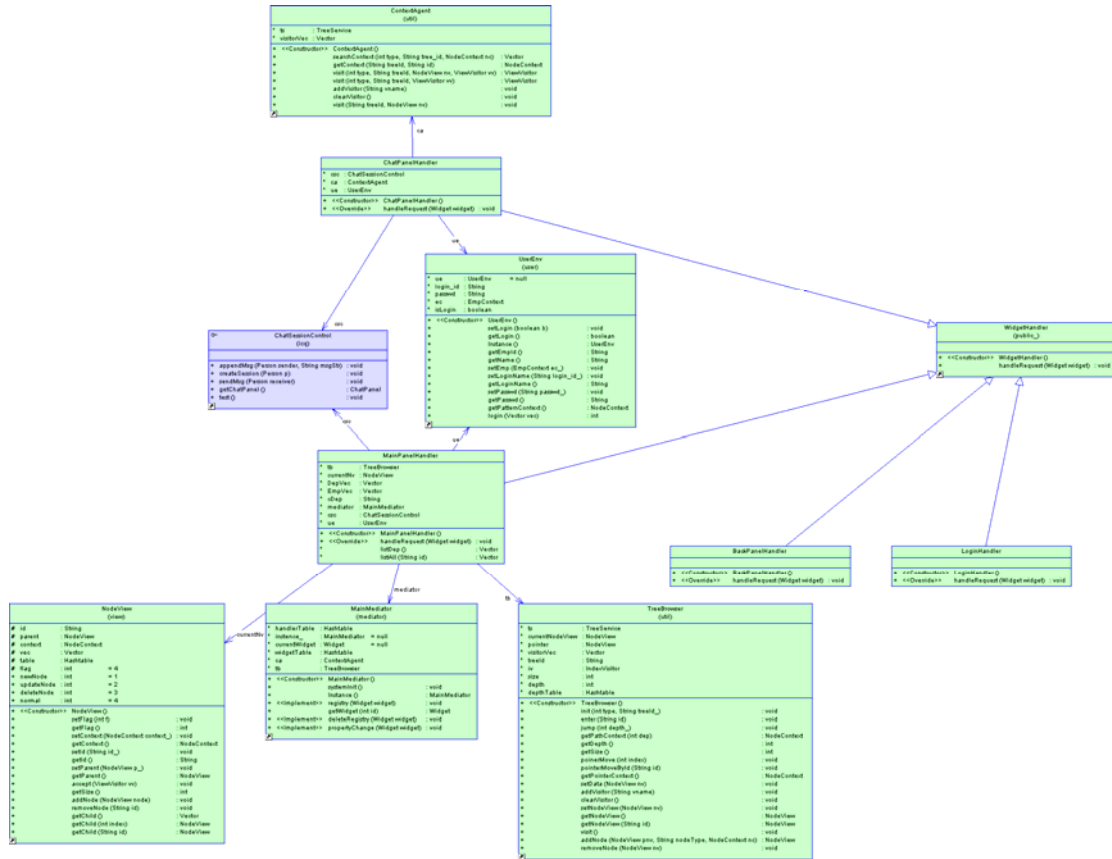 ContextAgent
(util)
* ts : TreeService
* visitorVec : Vector
+ <<Constructor>> ContextAgent ()
+ searchContext (int type, String tree_id, NodeContext nc) : Vector
+ getContext (String treeId, String id) : NodeContext
+ visit (int type, String treeId, NodeView nv, ViewVisitor vv) : ViewVisitor
+ visit (int type, String treeId, ViewVisitor vv) : ViewVisitor
+ addVisitor (String vname) : void
+ clearVisitor () : void
+ visit (String treeId, NodeView nv) : void
ca
ChatPanelHandler
* csc : ChatSessionControl
* ca : ContextAgent
* ue : UserEnv
+ <<Constructor>> ChatPanelHandler ()
+ <<Override>> handleRequest (Widget widget) : void
ue
UserEnv
(user)
* ue : UserEnv = null
* login_id : String
* passwd : String
* ec : EmpContext
* isLogin : boolean
+ <<Constructor>> UserEnv ()
+ setLogin (boolean b) : void
+ getLogin () : boolean
+ Instance () : UserEnv
+ getEmpId () : String
+ getName () : String
+ setEmp (EmpContext ec_) : void
+ setLoginName (String login_id_) : void
+ getLoginName () : String
+ setPasswd (String passwd_) : void
+ getPasswd () : String
+ getPatternContext () : NodeContext
+ login (Vector vec) : int
csc
ChatSessionControl
+ appendMsg (Person sender, String msgStr) : void
+ createSession (Person p) : void
+ sendMsg (Person receiver) : void
+ getChatPanel () : ChatPanel
+ test () : void
WidgetHandler
(public_)
+ <<Constructor>> WidgetHandler ()
+ handleRequest (Widget widget) : void
csc
ue
MainPanelHandler
* tb : TreeBrowser
* currentNv : NodeView
* DepVec : Vector
* EmpVec : Vector
* cDep : String
* mediator : MainMediator
* csc : ChatSessionControl
* ue : UserEnv
+ <<Constructor>> MainPanelHandler ()
+ <<Override>> handleRequest (Widget widget) : void
* listDep () : Vector
* listAll (String id) : Vector
BaskPanelHandler
+ <<Constructor>> BaskPanelHandler ()
+ <<Override>> handleRequest (Widget widget) : void
LoginHandler
+ <<Constructor>> LoginHandler ()
+ <<Override>> handleRequest (Widget widget) : void
currentNv
mediator
tb
NodeView
(view)
# id : String
# parent : NodeView
# context : NodeContext
# vec : Vector
# table : Hashtable
# flag : int = 4
+ newNode : int = 1
+ updateNode : int = 2
+ deleteNode : int = 3
+ normal : int = 4
+ <<Constructor>> NodeView ()
+ setFlag (int f) : void
+ getFlag () : int
+ setContext (NodeContext context_) : void
+ getContext () : NodeContext
+ setId (String id_) : void
+ getId () : String
+ setParent (NodeView p_) : void
+ getParent () : NodeView
+ accept (ViewVisitor vv) : void
+ getSize () : int
+ addNode (NodeView node) : void
+ removeNode (String id) : void
+ getChild () : Vector
+ getChild (int index) : NodeView
+ getChild (String id) : NodeView
MainMediator
(mediator)
* handlerTable : Hashtable
* instance_ : MainMediator = null
* currentWidget : Widget = null
* widgetTable : Hashtable
* ca : ContextAgent
* tb : TreeBrowser
+ <<Constructor>> MainMediator ()
+ systemInit () : void
+ Instance () : MainMediator
+ <<Implement>> registry (Widget widget) : void
+ getWidget (int id) : Widget
+ <<Implement>> deleteRegistry (Widget widget) : void
+ <<Implement>> propertyChange (Widget widget) : void
TreeBrowser
(util)
* ts : TreeService
* currentNodeView : NodeView
* pointer : NodeView
* visitorVec : Vector
* treeId : String
* iv : IndexVisitor
* size : int
* depth : int
* depthTable : Hashtable
+ <<Constructor>> TreeBrowser ()
+ init (int type, String treeId_) : void
+ enter (String id) : void
+ jump (int depth_) : void
+ getPathContext (int dep) : NodeContext
+ getDepth () : int
+ getSize () : int
+ poinerMove (int index) : void
+ pointerMoveById (String id) : void
+ getPointerContext () : NodeContext
+ setData (NodeView nv) : void
+ addVisitor (String vname) : void
+ clearVisitor () : void
+ setNodeView (NodeView nv) : void
+ getNodeView () : NodeView
+ getNodeView (String id) : NodeView
+ visit () : void
+ addNode (NodeView pnv, String nodeType, NodeContext nc) : void
+ removeNode (NodeView nv) : void